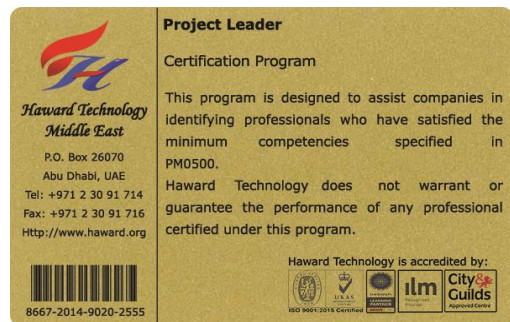 Haward Technology
Middle East
P.O. Box 26070
Abu Dhabi, UAE
Tel: +971 2 30 91 714
Fax: +971 2 30 91 716
Http://www.haward.org
8667-2014-9020-2555
Project Leader
Certification Program
This program is designed to assist companies in
identifying professionals who have satisfied the
minimum competencies specified in
PM0500.
Haward Technology does not warrant or
guarantee the performance of any professional
certified under this program.
Haward Technology is accredited by:
UKAS
ISO 9001:2015 Certified
LEARNING
PARTNER
ilm
Recognised
Provider
City&
Guilds
Approved Centre